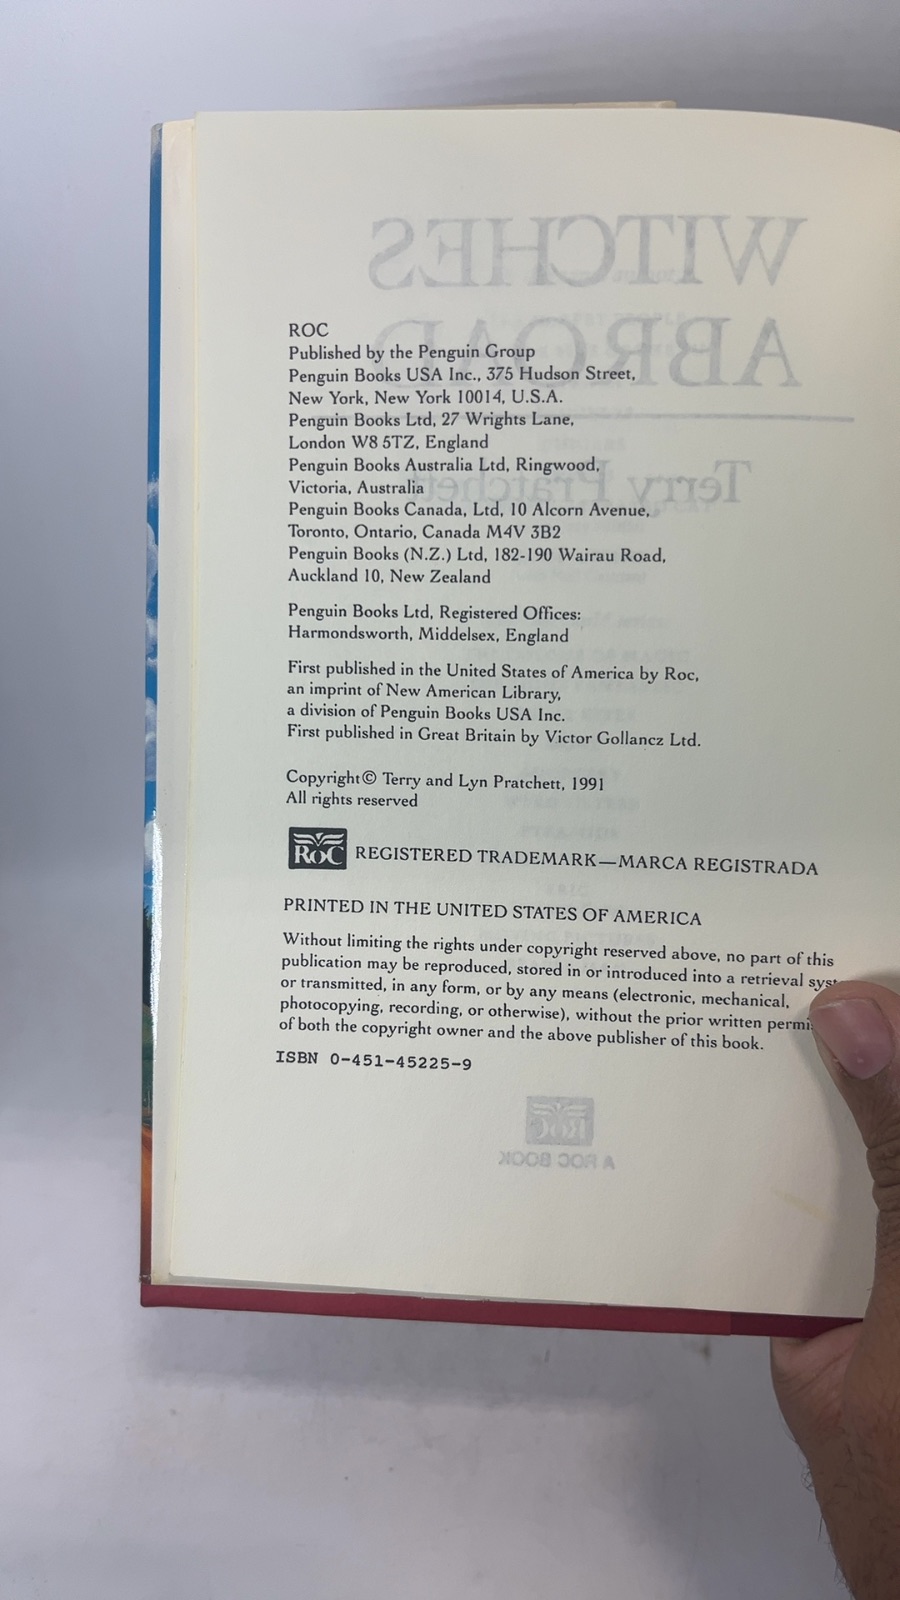 WITCHES
ABROAD
Terry Pratchett
ROC
Published by the Penguin Group
Penguin Books USA Inc., 375 Hudson Street,
New York, New York 10014, U.S.A.
Penguin Books Ltd, 27 Wrights Lane,
London W8 5TZ, England
Penguin Books Australia Ltd, Ringwood,
Victoria, Australia
Penguin Books Canada, Ltd, 10 Alcorn Avenue,
Toronto, Ontario, Canada M4V 3B2
Penguin Books (N.Z.) Ltd, 182-190 Wairau Road,
Auckland 10, New Zealand
Penguin Books Ltd, Registered Offices:
Harmondsworth, Middelsex, England
First published in the United States of America by Roc,
an imprint of New American Library,
a division of Penguin Books USA Inc.
First published in Great Britain by Victor Gollancz Ltd.
Copyright© Terry and Lyn Pratchett, 1991
All rights reserved
ROC REGISTERED TRADEMARK—MARCA REGISTRADA
PRINTED IN THE UNITED STATES OF AMERICA
Without limiting the rights under copyright reserved above, no part of this
publication may be reproduced, stored in or introduced into a retrieval
or transmitted, in any form, or by any means (electronic, mechanical,
photocopying, recording, or otherwise), without the prior written
of both the copyright owner and the above publisher of this book.
ISBN 0-451-45225-9
ROC
A ROC BOOK